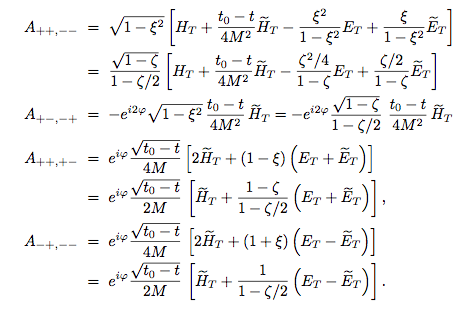 A_{++,--} = \sqrt{1-\xi^2} \left[ H_T + \frac{t_0-t}{4M^2} \widetilde{H}_T - \frac{\xi^2}{1-\xi^2} E_T + \frac{\xi}{1-\xi^2} \widetilde{E}_T \right]
= \frac{\sqrt{1-\zeta}}{1-\zeta/2} \left[ H_T + \frac{t_0-t}{4M^2} \widetilde{H}_T - \frac{\zeta^2/4}{1-\zeta} E_T + \frac{\zeta/2}{1-\zeta} \widetilde{E}_T \right]
A_{+-,-+} = -e^{i2\varphi} \sqrt{1-\xi^2} \frac{t_0-t}{4M^2} \widetilde{H}_T = -e^{i2\varphi} \frac{\sqrt{1-\zeta}}{1-\zeta/2} \frac{t_0-t}{4M^2} \widetilde{H}_T
A_{++,+-} = e^{i\varphi} \frac{\sqrt{t_0-t}}{4M} \left[ 2\widetilde{H}_T + (1-\xi) \left( E_T + \widetilde{E}_T \right) \right]
= e^{i\varphi} \frac{\sqrt{t_0-t}}{2M} \left[ \widetilde{H}_T + \frac{1-\zeta}{1-\zeta/2} \left( E_T + \widetilde{E}_T \right) \right] ,
A_{-+,--} = e^{i\varphi} \frac{\sqrt{t_0-t}}{4M} \left[ 2\widetilde{H}_T + (1+\xi) \left( E_T - \widetilde{E}_T \right) \right]
= e^{i\varphi} \frac{\sqrt{t_0-t}}{2M} \left[ \widetilde{H}_T + \frac{1}{1-\zeta/2} \left( E_T - \widetilde{E}_T \right) \right] .